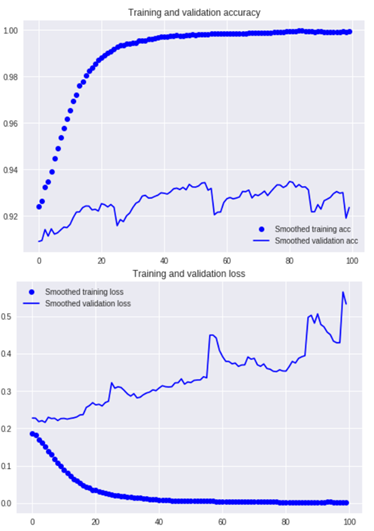 Training and validation accuracy
1.00
0.98
0.96
0.94
0.92
Smoothed training acc
Smoothed validation acc
0 20 40 60 80 100
Training and validation loss
Smoothed training loss
Smoothed validation loss
0.5
0.4
0.3
0.2
0.1
0.0
0 20 40 60 80 100